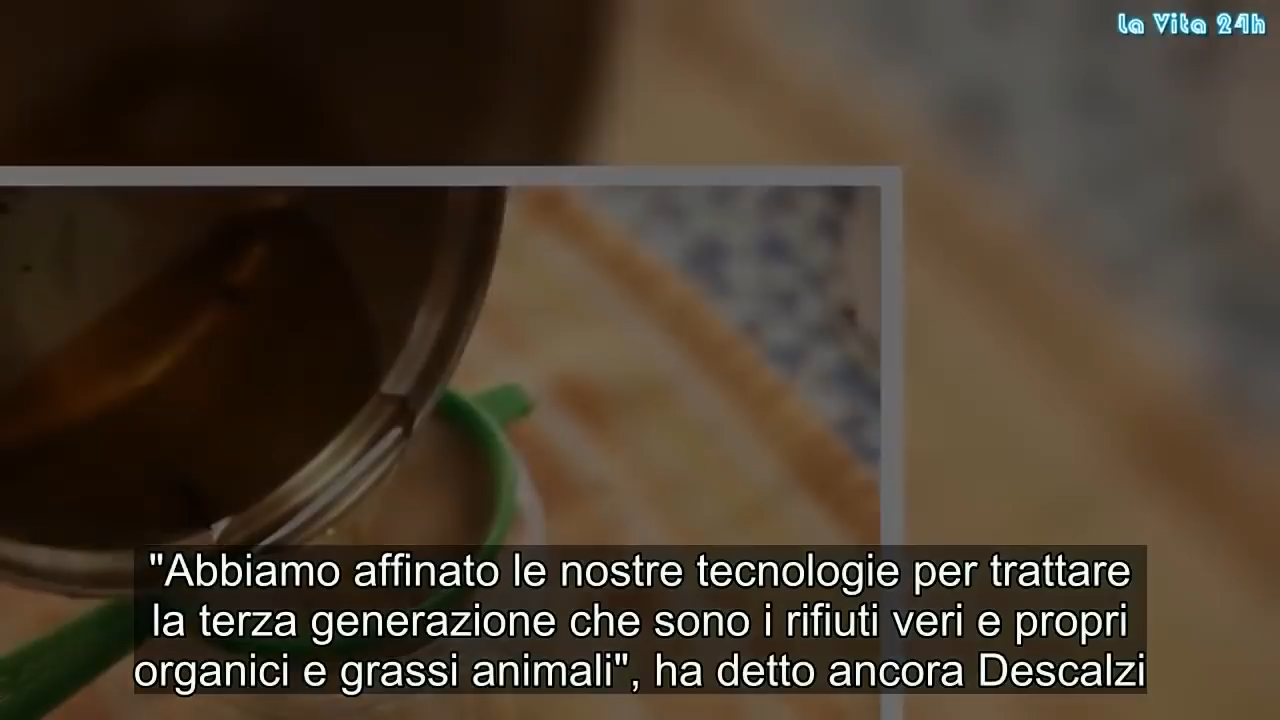 La Vita 24h
"Abbiamo affinato le nostre tecnologie per trattare
la terza generazione che sono i rifiuti veri e propri
organici e grassi animali", ha detto ancora Descalzi